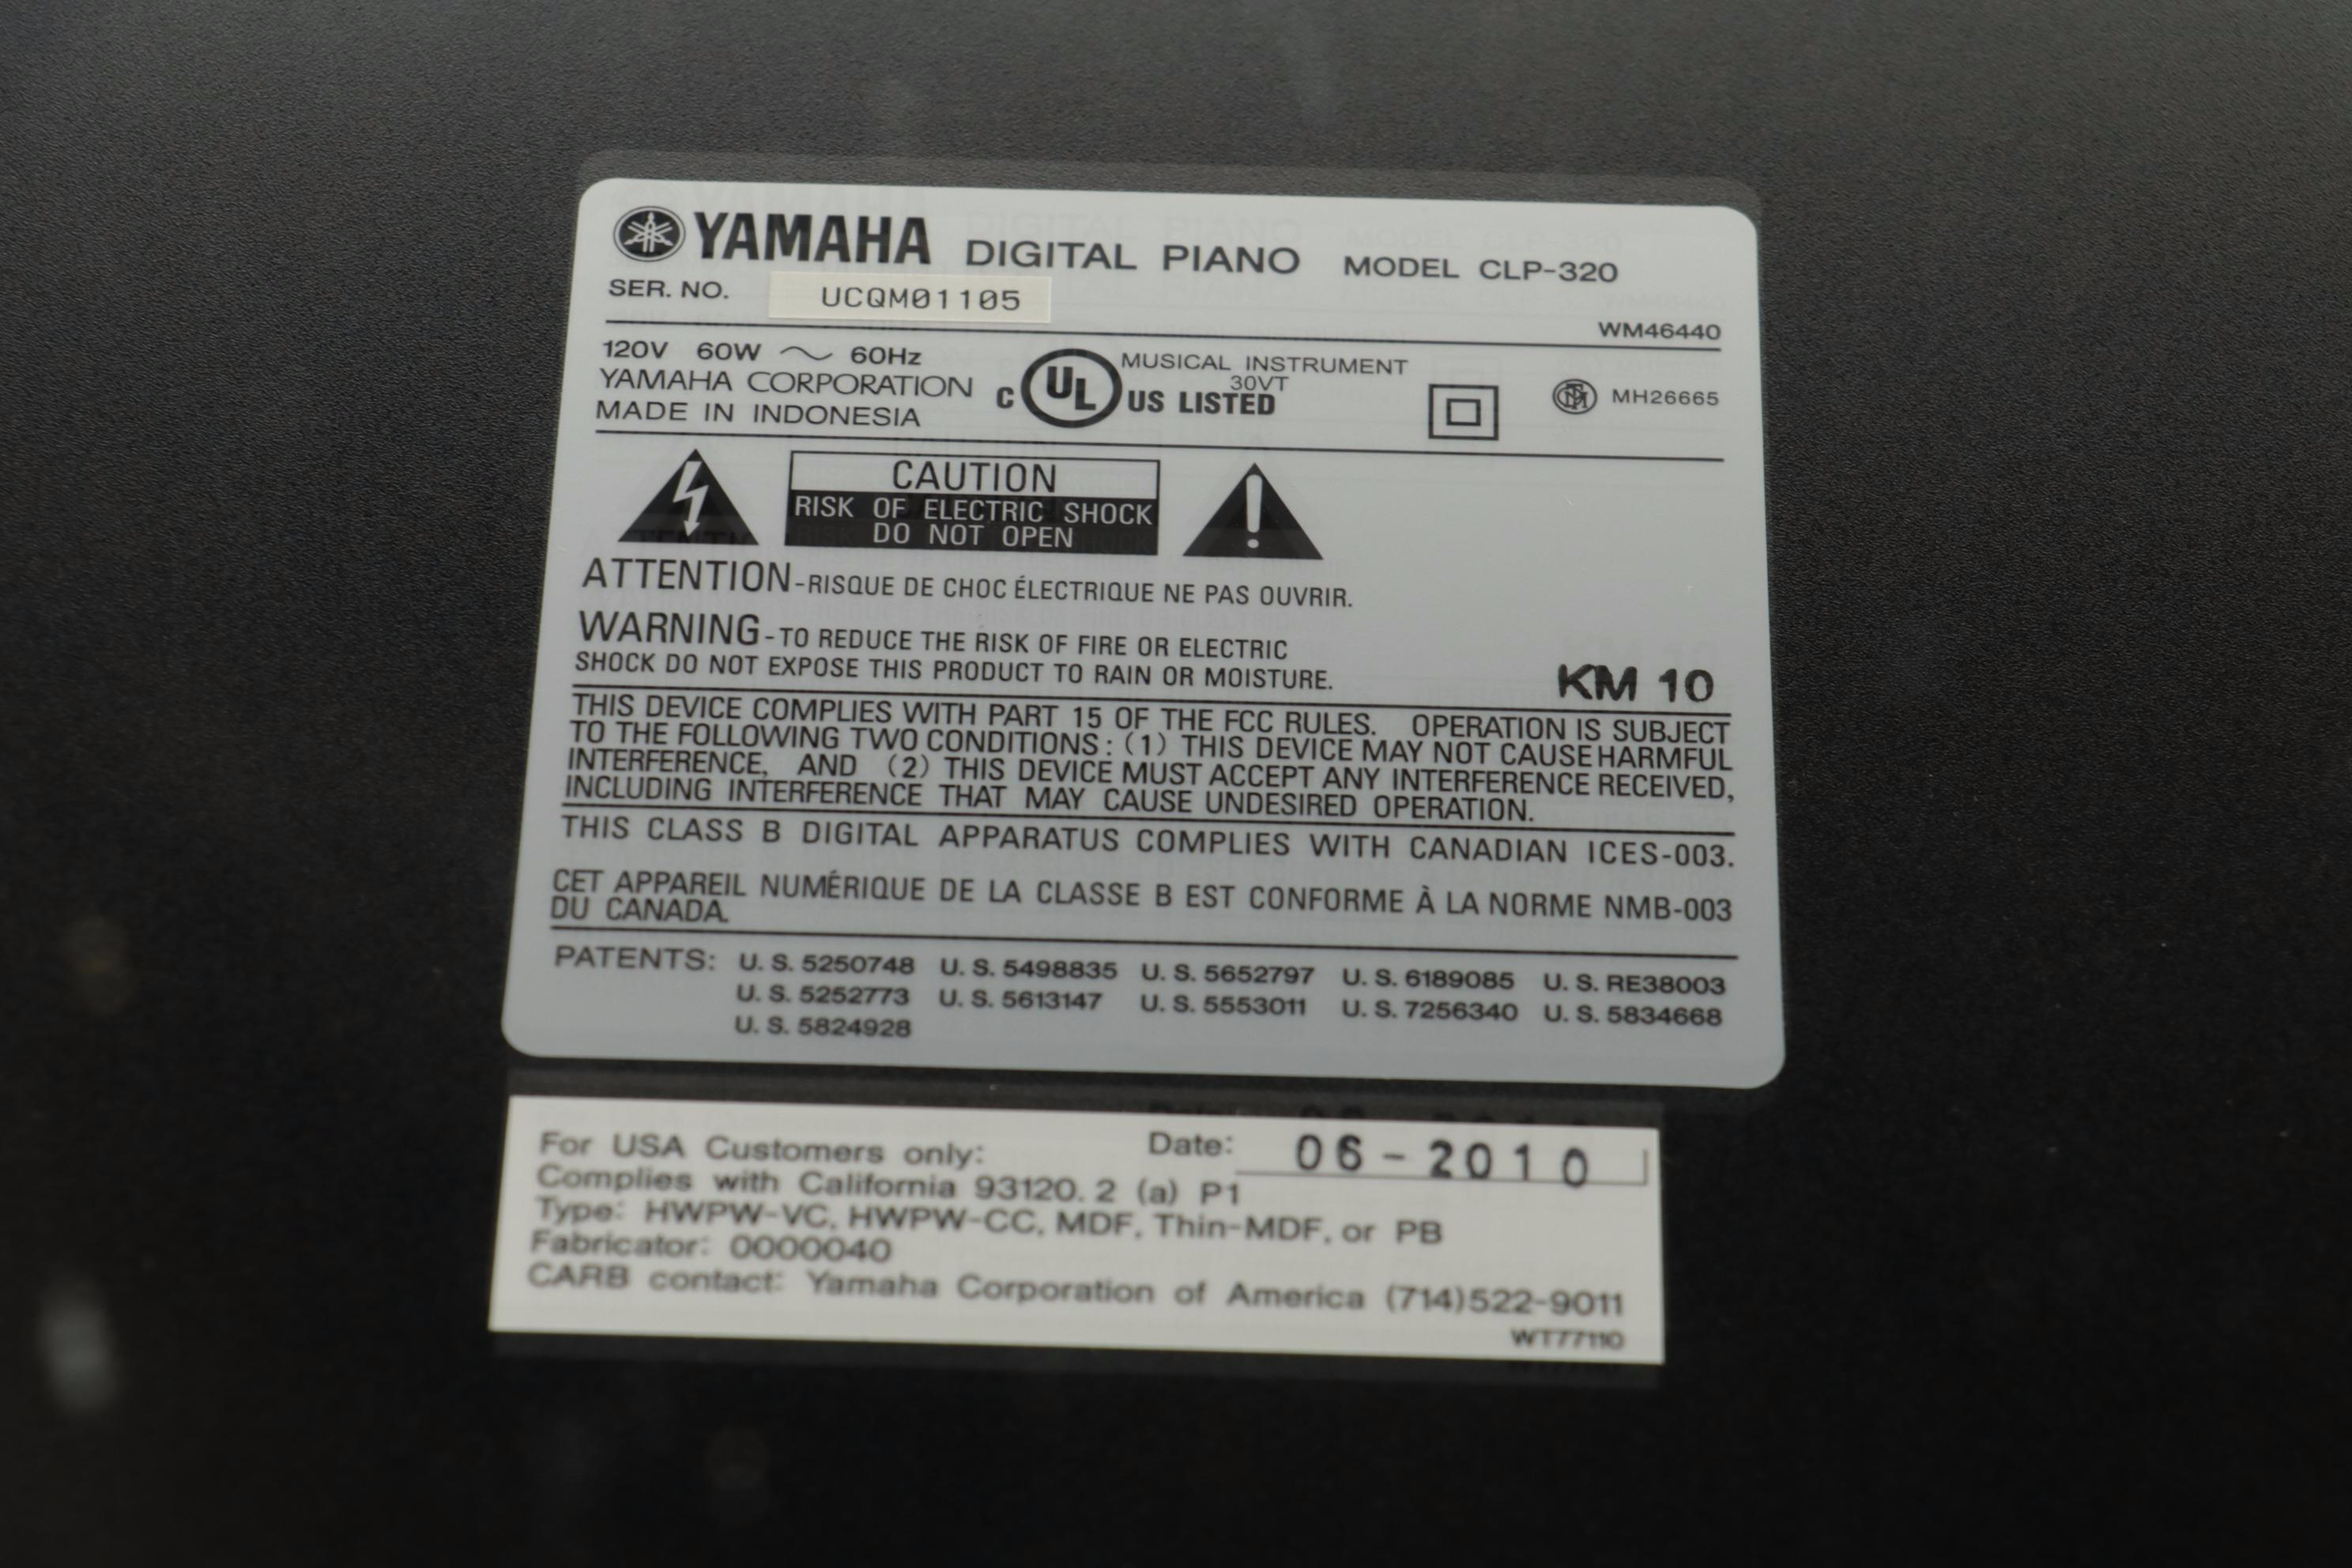 YAMAHA DIGITAL PIANO MODEL CLP-320
SER. NO. UCQM01105
WM46440
120V 60W ～ 60Hz
YAMAHA CORPORATION
MADE IN INDONESIA
C UL US LISTED
MUSICAL INSTRUMENT
30VT
MH26665
CAUTION
RISK OF ELECTRIC SHOCK
DO NOT OPEN
ATTENTION-RISQUE DE CHOC ÉLECTRIQUE NE PAS OUVRIR.
WARNING-TO REDUCE THE RISK OF FIRE OR ELECTRIC
SHOCK DO NOT EXPOSE THIS PRODUCT TO RAIN OR MOISTURE.
KM 10
THIS DEVICE COMPLIES WITH PART 15 OF THE FCC RULES. OPERATION IS SUBJECT
TO THE FOLLOWING TWO CONDITIONS : (1) THIS DEVICE MAY NOT CAUSE HARMFUL
INTERFERENCE, AND (2) THIS DEVICE MUST ACCEPT ANY INTERFERENCE RECEIVED,
INCLUDING INTERFERENCE THAT MAY CAUSE UNDESIRED OPERATION.
THIS CLASS B DIGITAL APPARATUS COMPLIES WITH CANADIAN ICES-003.
CET APPAREIL NUMÉRIQUE DE LA CLASSE B EST CONFORME À LA NORME NMB-003
DU CANADA.
PATENTS: U. S. 5250748 U. S. 5498835 U. S. 5652797 U. S. 6189085 U. S. RE38003
U. S. 5252773 U. S. 5613147 U. S. 5553011 U. S. 7256340 U. S. 5834668
U. S. 5824928
For USA Customers only: Date: 06-2010
Complies with California 93120. 2 (a) P1
Type: HWPW-VC, HWPW-CC, MDF, Thin-MDF, or PB
Fabricator: 0000040
CARB contact: Yamaha Corporation of America (714)522-9011
WT77110